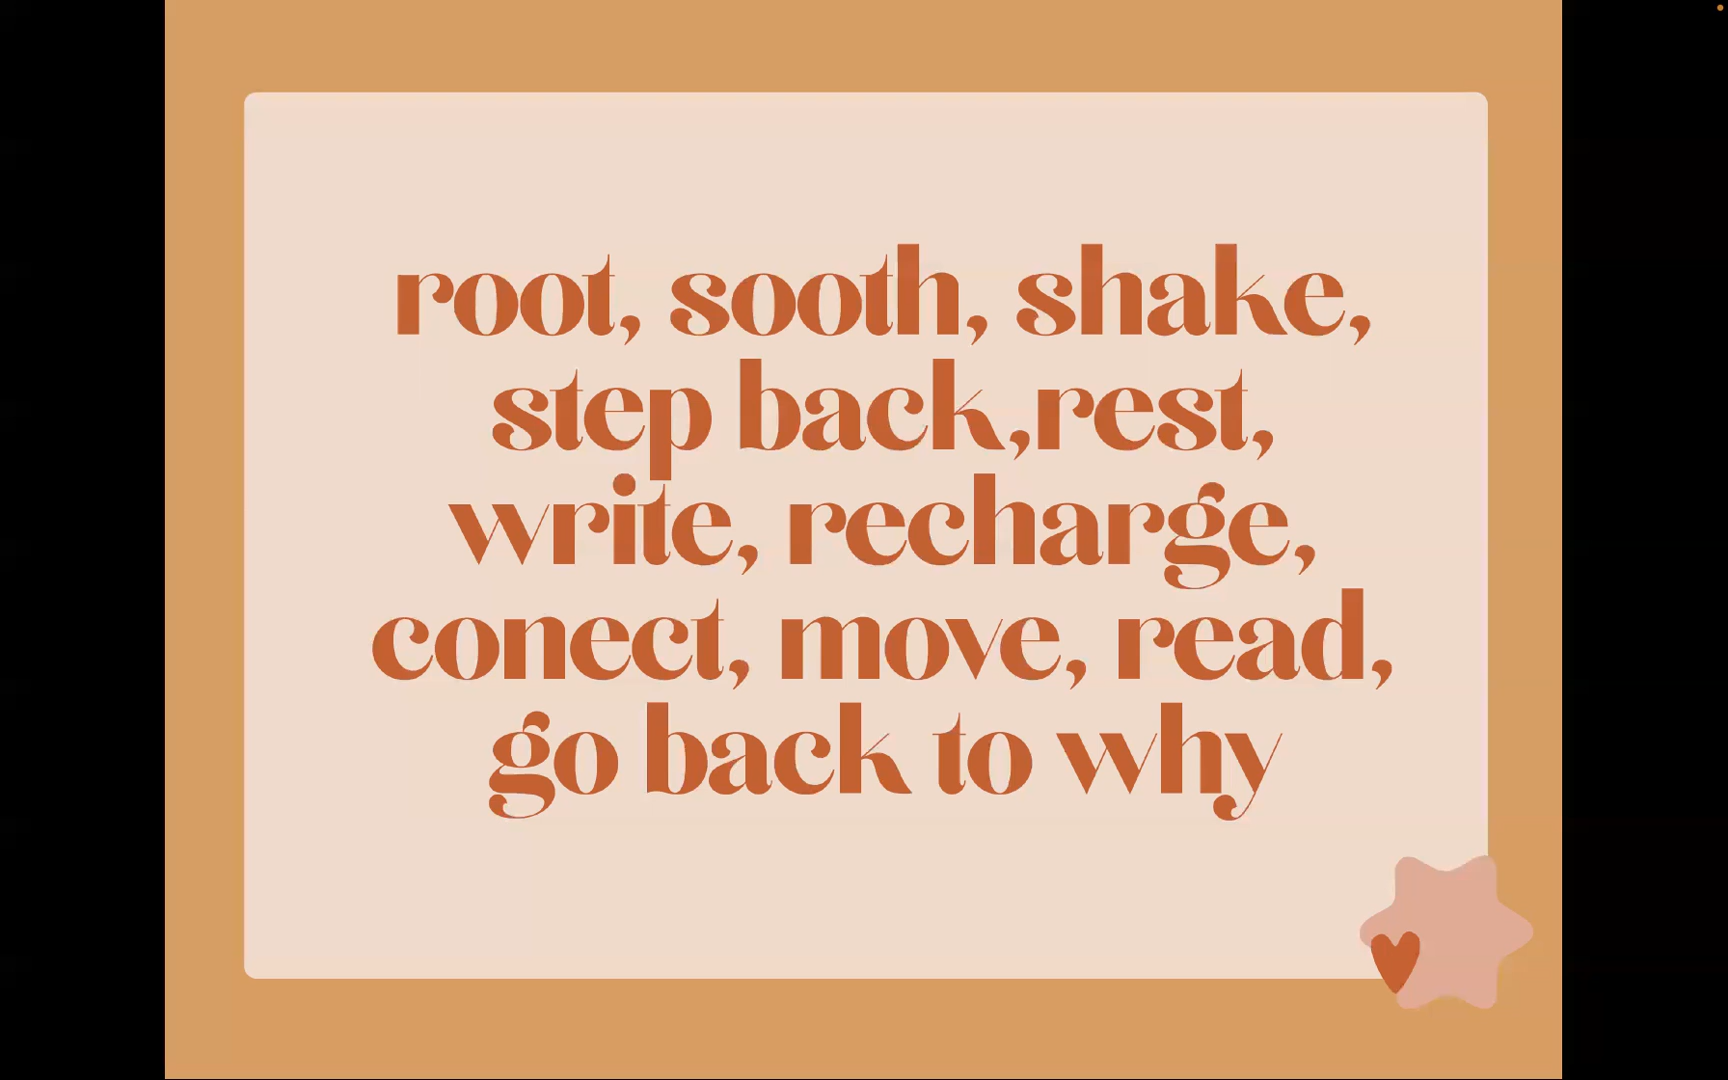 root, sooth, shake,
step back,rest,
write, recharge,
conect, move, read,
go back to why